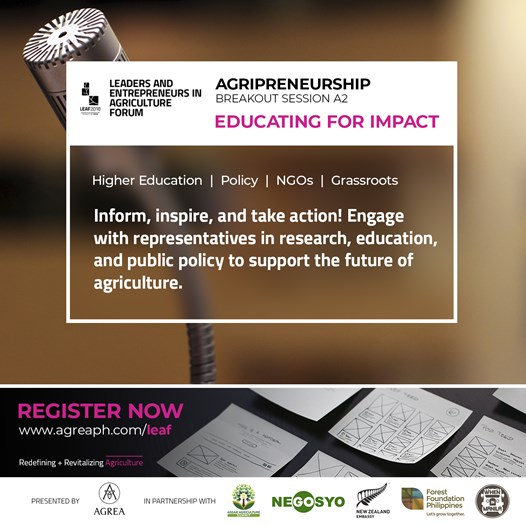 LEAF2018
LEADERS AND
ENTREPRENEURS IN
AGRICULTURE
FORUM
AGRIPRENEURSHIP
BREAKOUT SESSION A2
EDUCATING FOR IMPACT
Higher Education | Policy | NGOs | Grassroots
Inform, inspire, and take action! Engage
with representatives in research, education,
and public policy to support the future of
agriculture.
REGISTER NOW
www.agreaph.com/leaf
Redefining + Revitalizing Agriculture
PRESENTED BY
AGREA
IN PARTNERSHIP WITH
NEGOSYO
NEW ZEALAND
EMBASSY
Forest
Foundation
Philippines
Let's grow together.
WHEN
IN MANILA